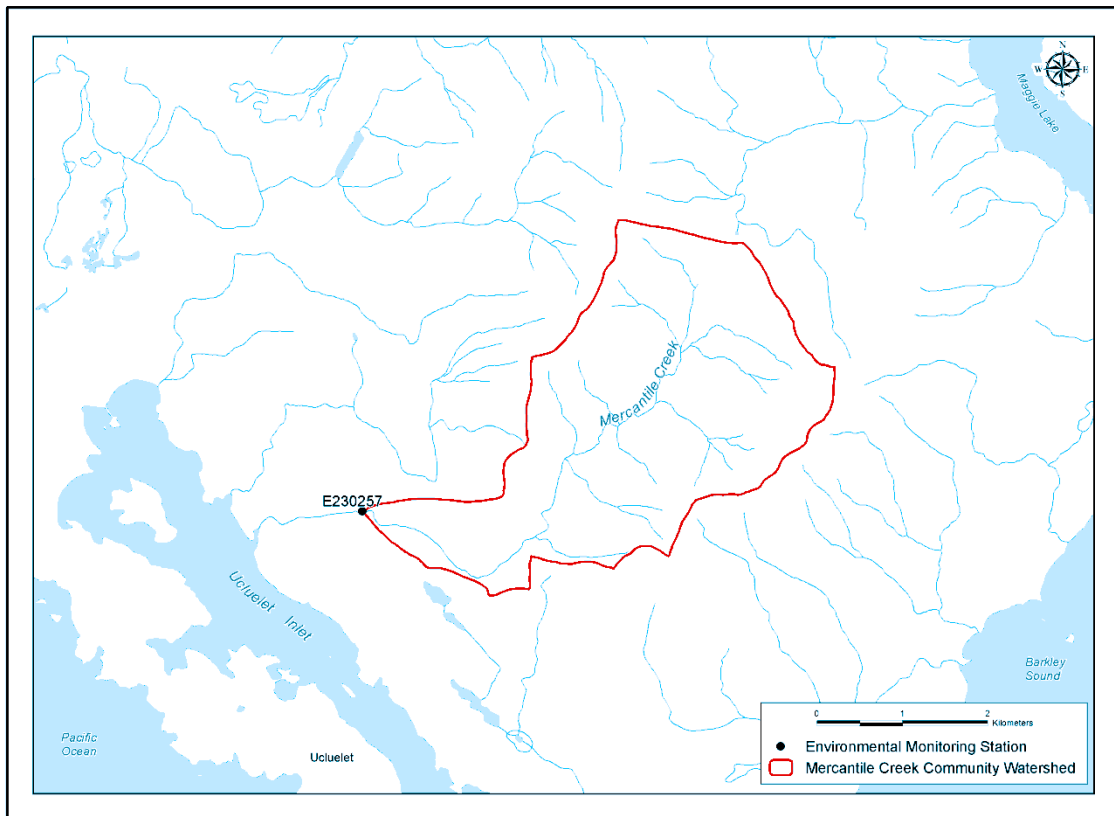 N
W E
S
Maggie Lake
Mercantile Creek
E230257
Ucluelet Inlet
Barkley
Sound
Pacific
Ocean
Ucluelet
0 1 2
Kilometers
Environmental Monitoring Station
Mercantile Creek Community Watershed